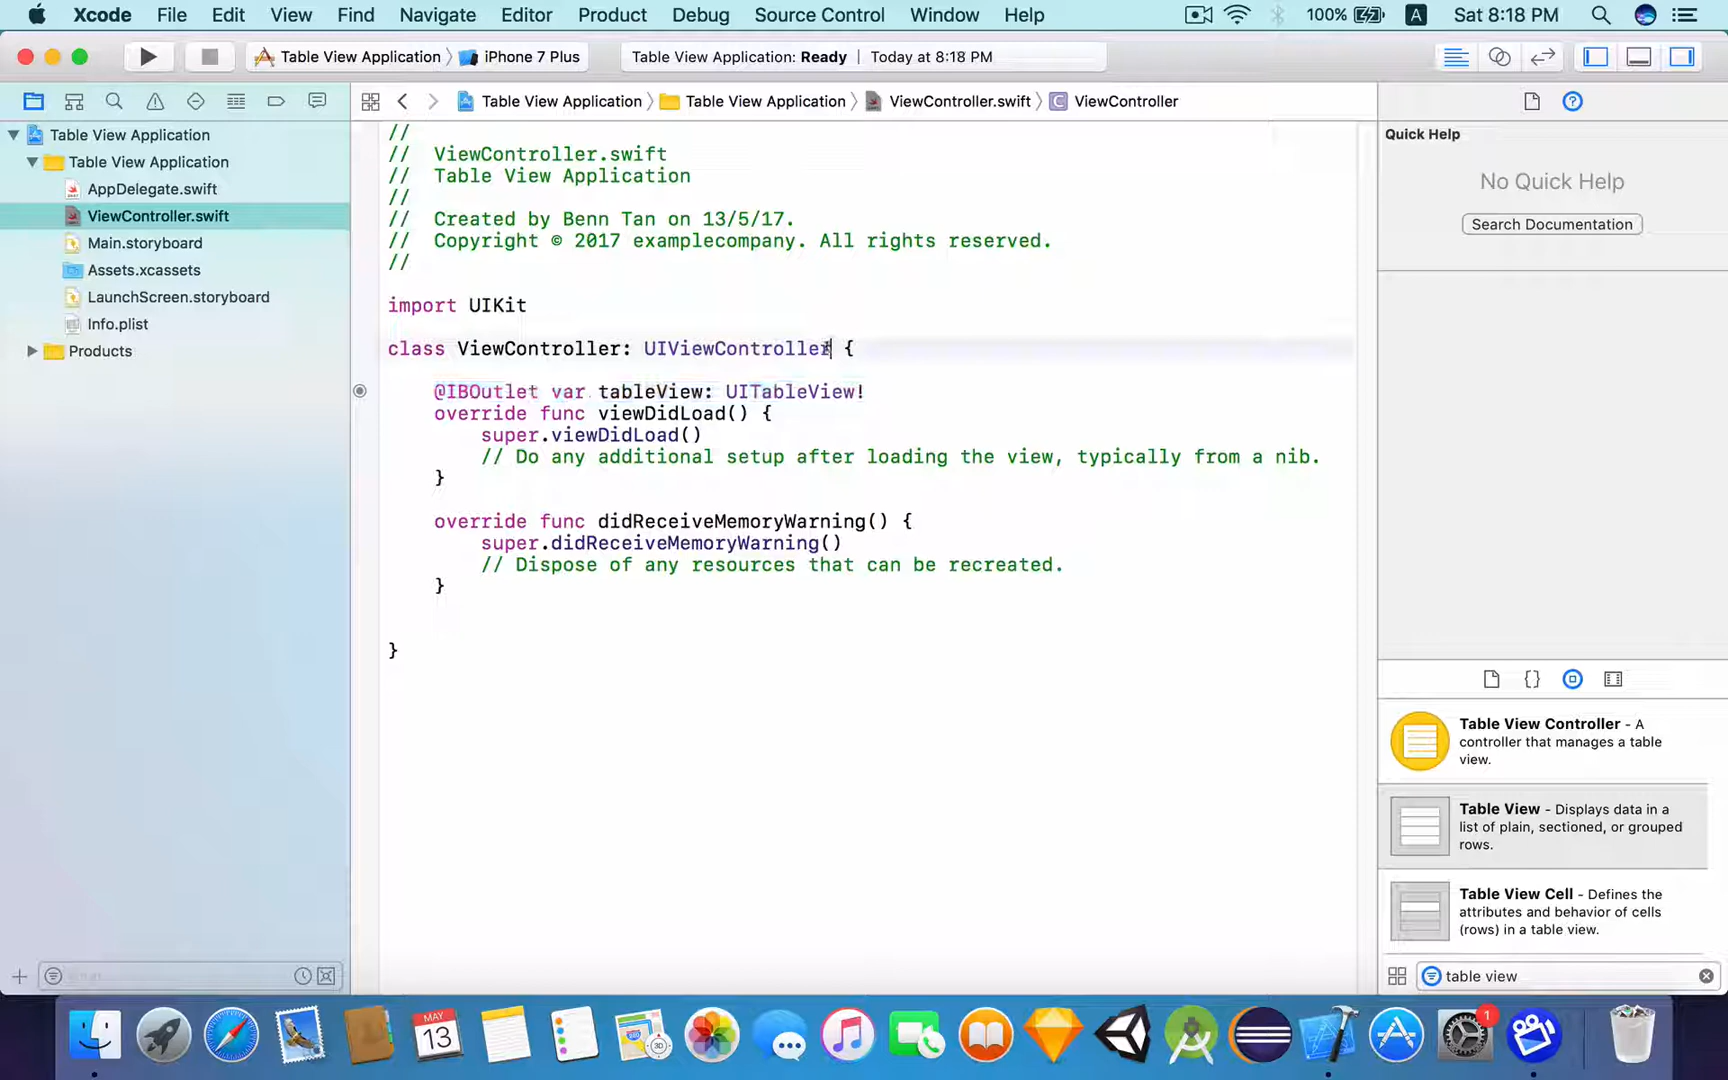 Xcode File Edit View Find Navigate Editor Product Debug Source Control Window Help 100% A Sat 8:18 PM
Table View Application iPhone 7 Plus Table View Application: Ready Today at 8:18 PM
Table View Application Table View Application ViewController.swift C ViewController
Table View Application
Table View Application
AppDelegate.swift
ViewController.swift
Main.storyboard
Assets.xcassets
LaunchScreen.storyboard
Info.plist
Products
//
// ViewController.swift
// Table View Application
//
// Created by Benn Tan on 13/5/17.
// Copyright © 2017 examplecompany. All rights reserved.
//
import UIKit
class ViewController: UIViewController {
@IBOutlet var tableView: UITableView!
override func viewDidLoad() {
super.viewDidLoad()
// Do any additional setup after loading the view, typically from a nib.
}
override func didReceiveMemoryWarning() {
super.didReceiveMemoryWarning()
// Dispose of any resources that can be recreated.
}
}
Quick Help
No Quick Help
Search Documentation
{}
Table View Controller - A
controller that manages a table
view.
Table View - Displays data in a
list of plain, sectioned, or grouped
rows.
Table View Cell - Defines the
attributes and behavior of cells
(rows) in a table view.
table view
MAY
13
3D
1